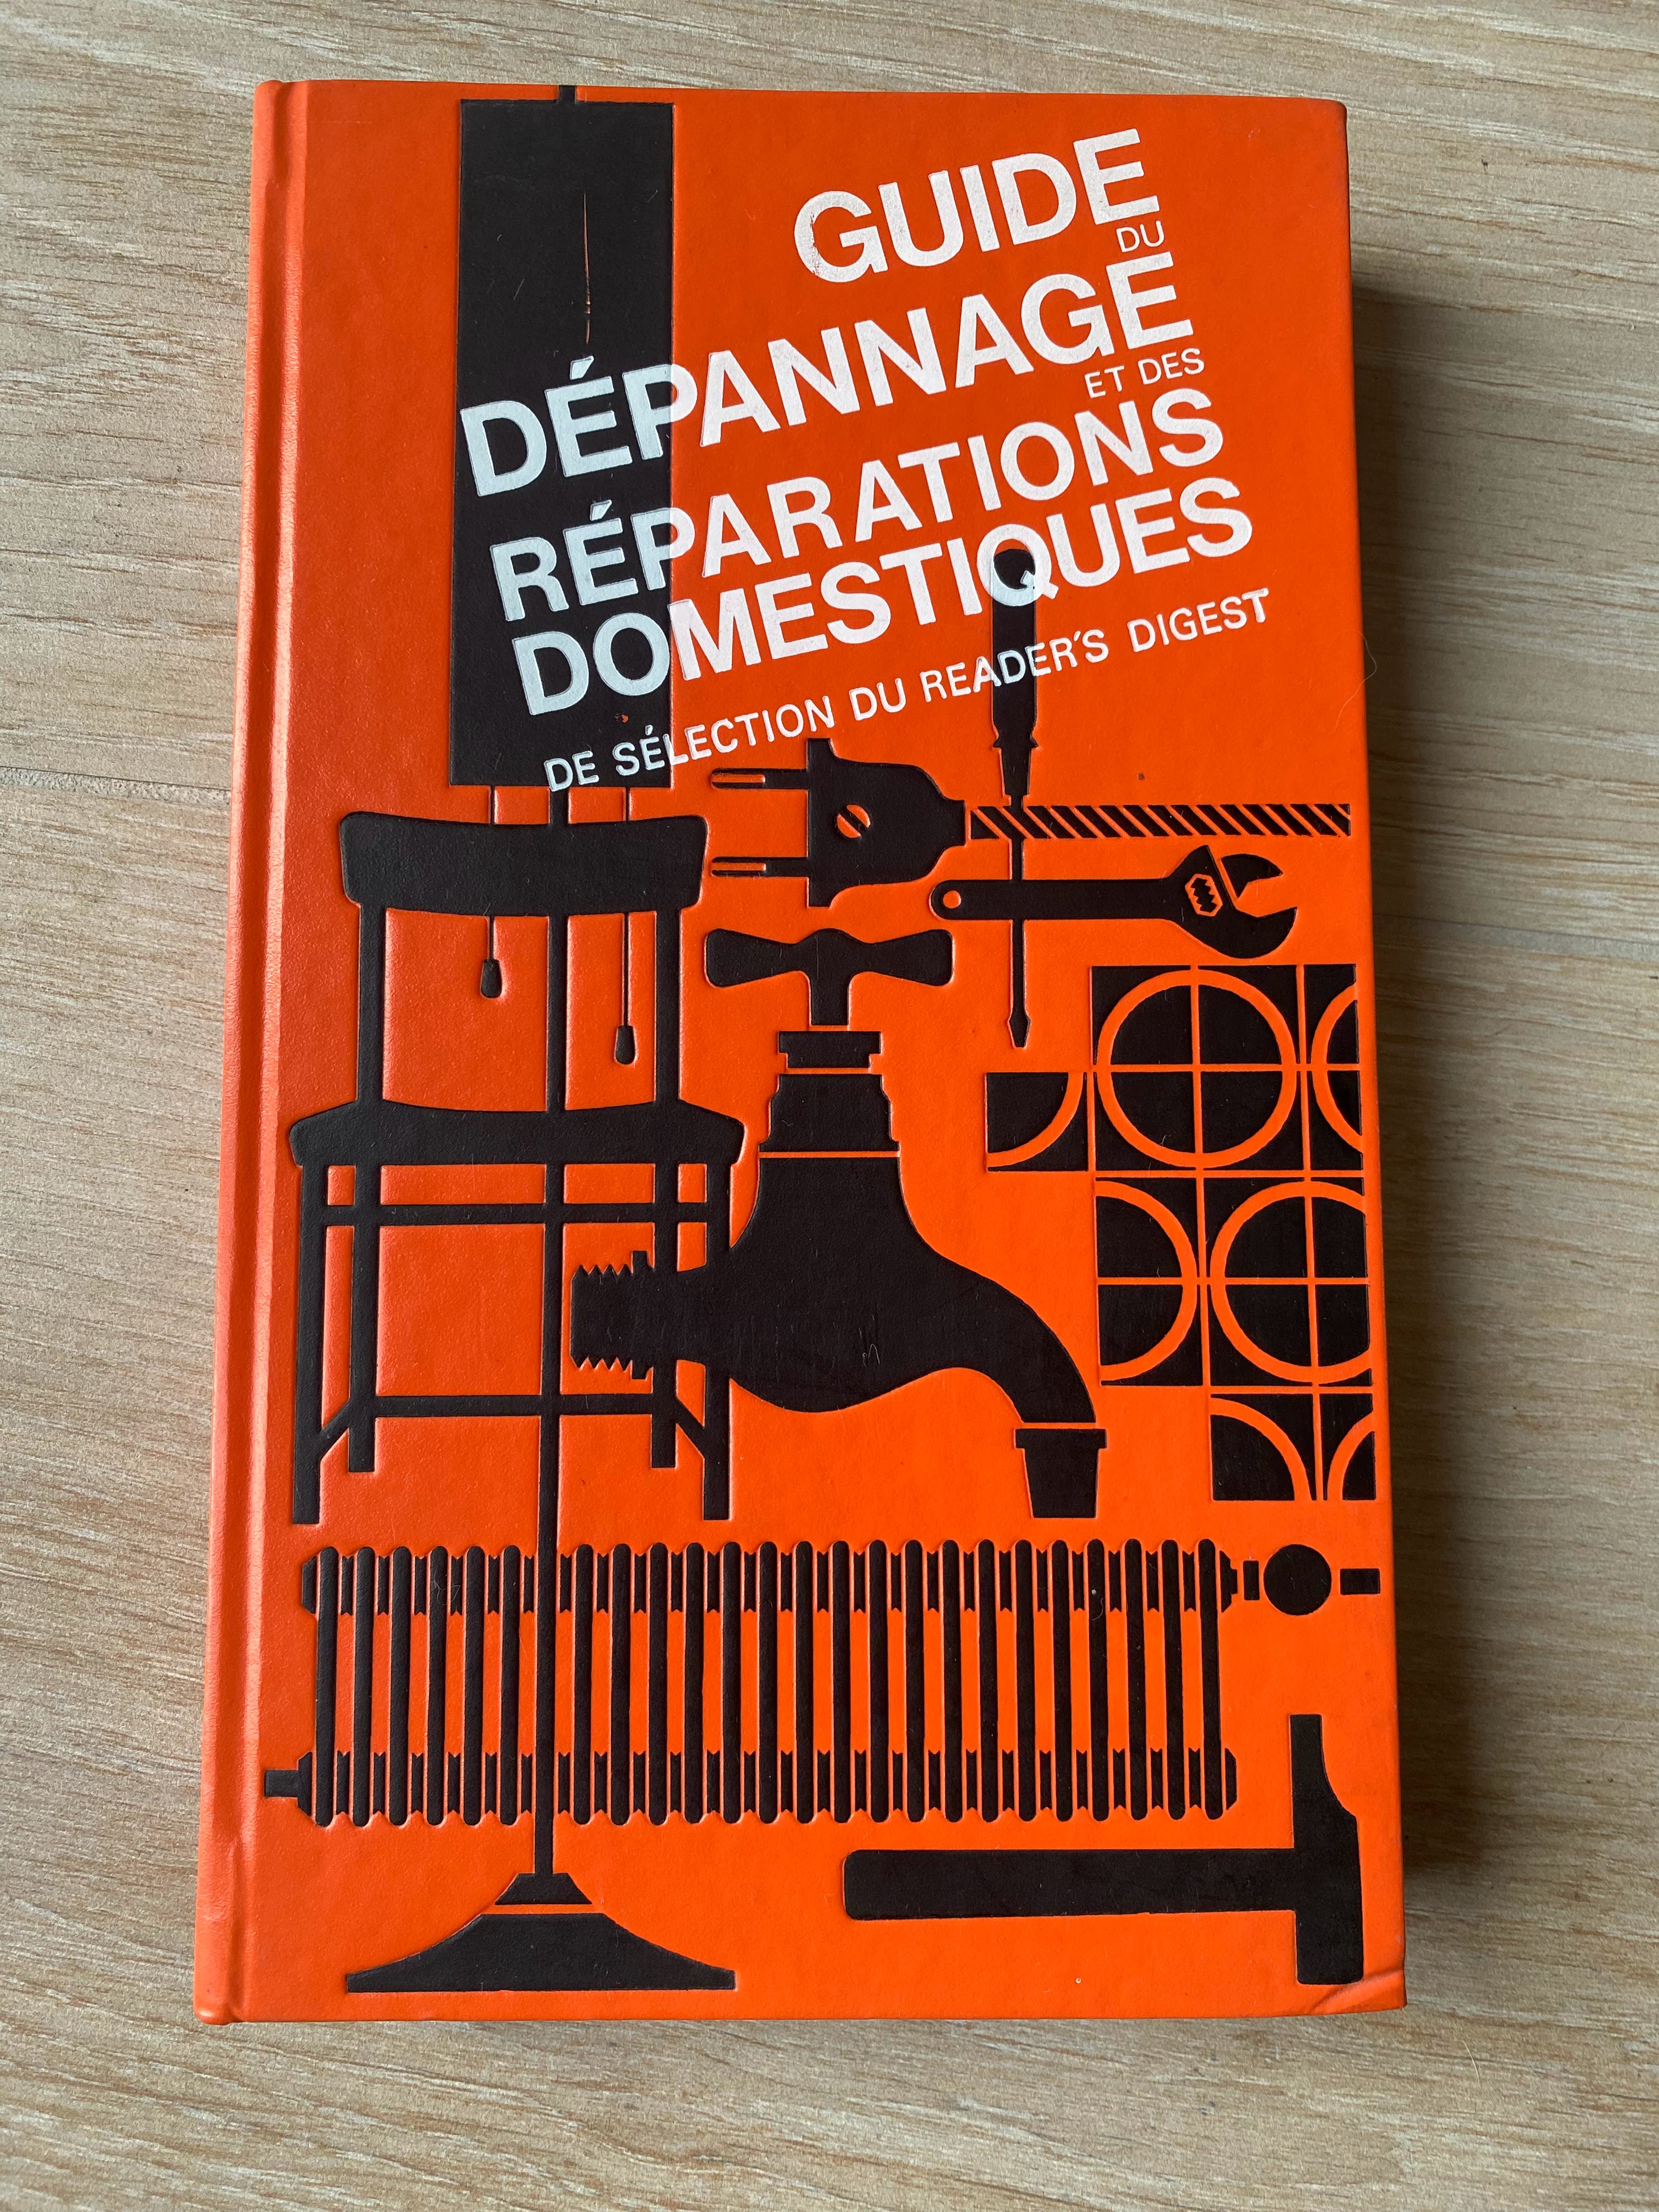 GUIDE
DU
DÉPANNAGE
ET DES
RÉPARATIONS
DOMESTIQUES
DE SÉLECTION DU READER'S DIGEST